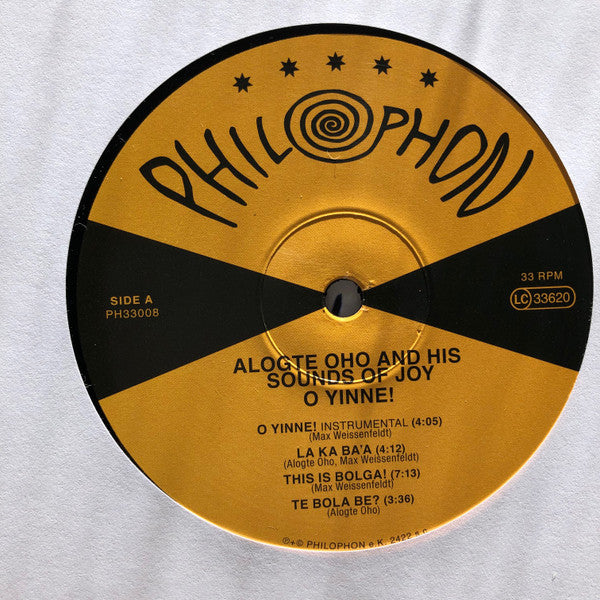 PHILOPHON
SIDE A
PH33008
33 RPM
LC 33620
ALOGTE OHO AND HIS
SOUNDS OF JOY
O YINNE!
O YINNE! INSTRUMENTAL (4:05)
(Max Weissenfeldt)
LA KA BA'A (4:12)
(Alogte Oho, Max Weissenfeldt)
THIS IS BOLGA! (7:13)
(Max Weissenfeldt)
TE BOLA BE? (3:36)
(Alogte Oho)
℗+© PHILOPHON e.K. 2422 s.c.